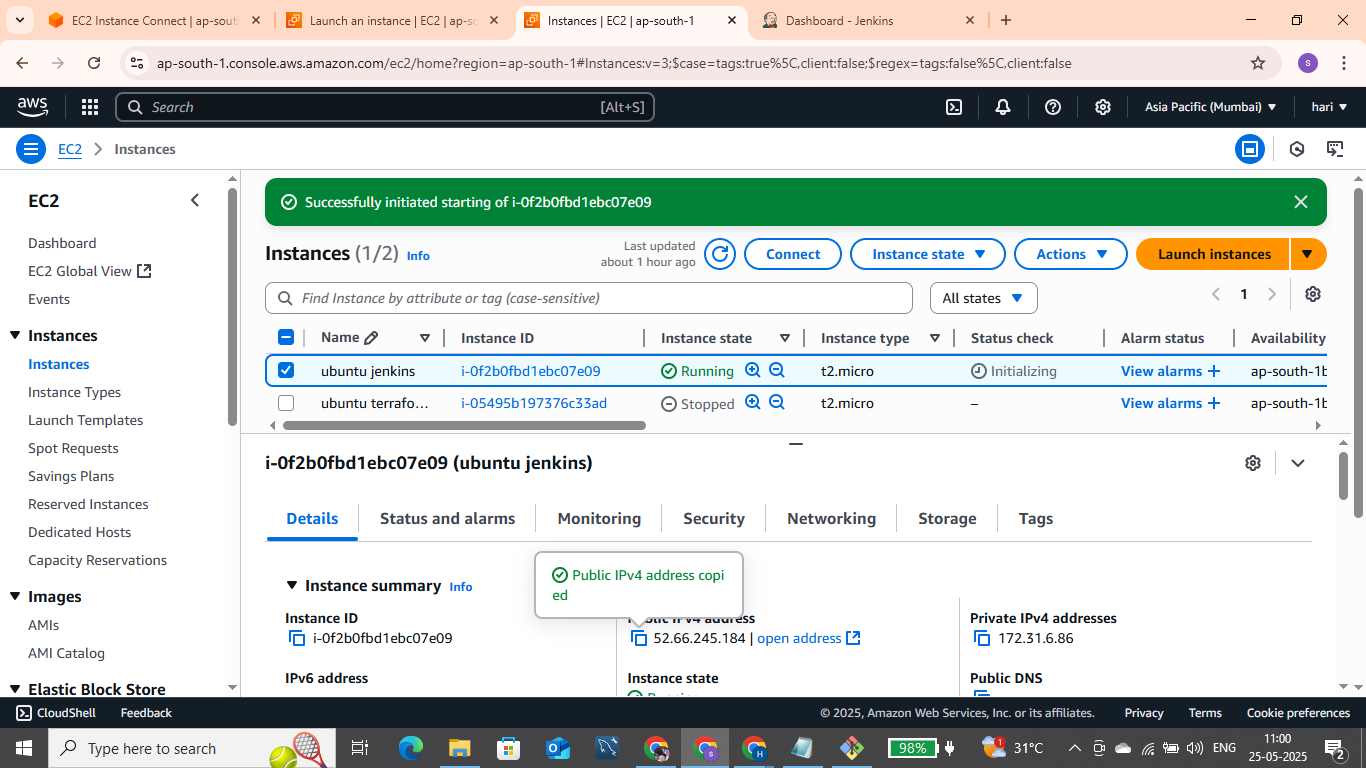 EC2 Instance Connect | ap-sout
Launch an instance | EC2 | ap-sc
Instances | EC2 | ap-south-1
Dashboard - Jenkins
ap-south-1.console.aws.amazon.com/ec2/home?region=ap-south-1#Instances:v=3;$case=tags:true%5C,client:false;$regex=tags:false%5C,client:false
s
aws
Search
[Alt+S]
Asia Pacific (Mumbai)
hari
EC2
Instances
EC2
Dashboard
EC2 Global View
Events
Instances
Instances
Instance Types
Launch Templates
Spot Requests
Savings Plans
Reserved Instances
Dedicated Hosts
Capacity Reservations
Images
AMIs
AMI Catalog
Elastic Block Store
Successfully initiated starting of i-0f2b0fbd1ebc07e09
Instances (1/2) Info
Last updated
about 1 hour ago
Connect
Instance state
Actions
Launch instances
Find Instance by attribute or tag (case-sensitive)
All states
1
Name Instance ID Instance state Instance type Status check Alarm status Availability
ubuntu jenkins i-0f2b0fbd1ebc07e09 Running t2.micro Initializing View alarms + ap-south-1b
ubuntu terrafo... i-05495b197376c33ad Stopped t2.micro – View alarms + ap-south-1b
i-0f2b0fbd1ebc07e09 (ubuntu jenkins)
Details
Status and alarms
Monitoring
Security
Networking
Storage
Tags
Instance summary Info
Public IPv4 address copi
ed
Instance ID
i-0f2b0fbd1ebc07e09
Public IPv4 address
52.66.245.184 | open address
Private IPv4 addresses
172.31.6.86
IPv6 address
Instance state
Running
Public DNS
CloudShell
Feedback
© 2025, Amazon Web Services, Inc. or its affiliates.
Privacy
Terms
Cookie preferences
Type here to search
S
H
98%
31°C
ENG
11:00
25-05-2025
2